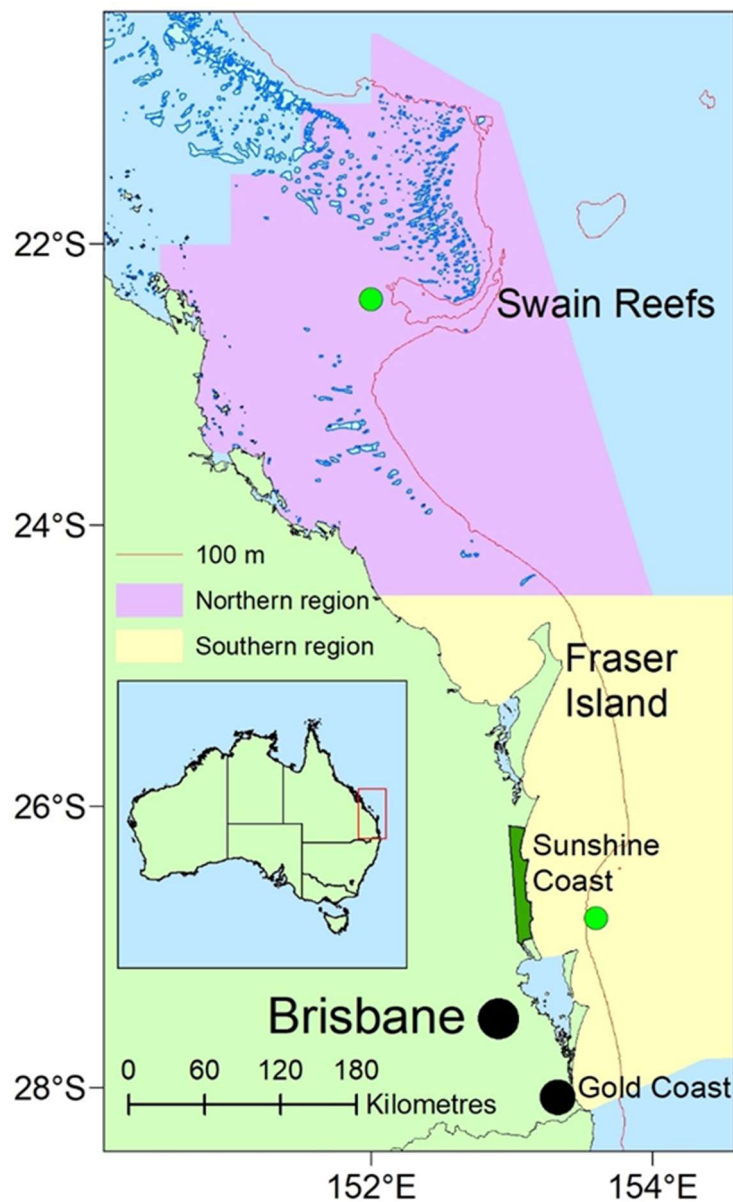 22°S
Swain Reefs
24°S
100 m
Northern region
Southern region
Fraser
Island
26°S
Sunshine
Coast
Brisbane
0 60 120 180
Kilometres
28°S
Gold Coast
152°E 154°E